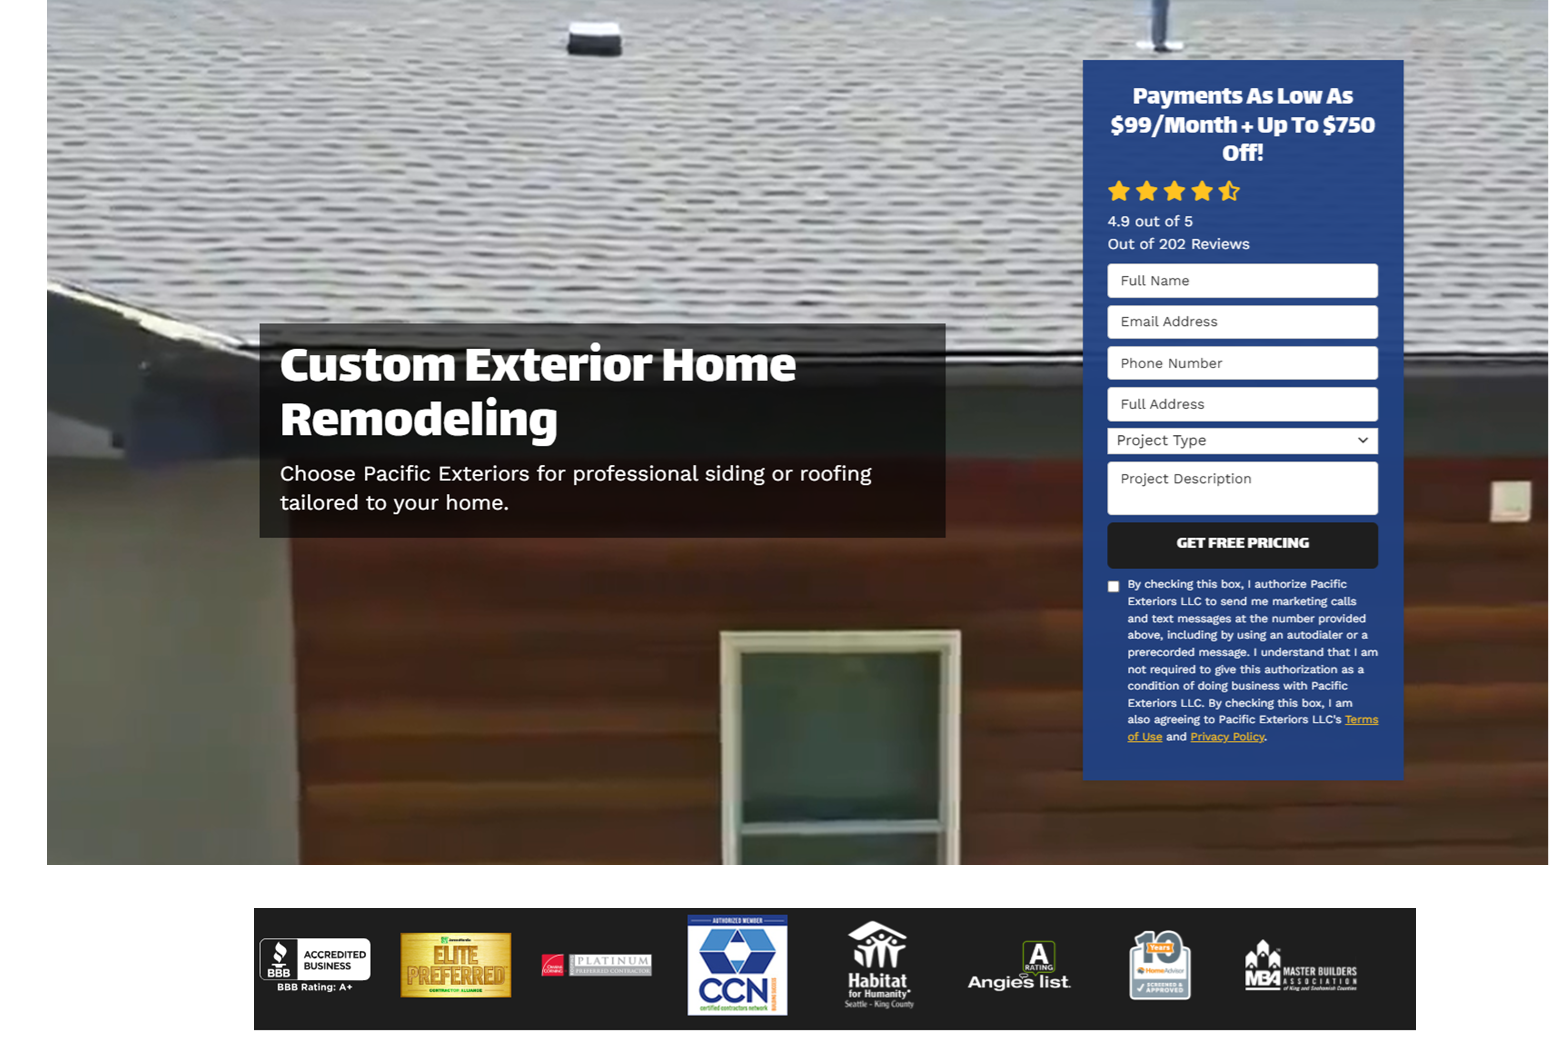 Payments As Low As
$99/Month + Up To $750
Off!
4.9 out of 5
Out of 202 Reviews
Full Name
Email Address
Phone Number
Full Address
Project Type
Project Description
GET FREE PRICING
By checking this box, I authorize Pacific
Exteriors LLC to send me marketing calls
and text messages at the number provided
above, including by using an autodialer or a
prerecorded message. I understand that I am
not required to give this authorization as a
condition of doing business with Pacific
Exteriors LLC. By checking this box, I am
also agreeing to Pacific Exteriors LLC's Terms
of Use and Privacy Policy.
Custom Exterior Home
Remodeling
Choose Pacific Exteriors for professional siding or roofing
tailored to your home.
BBB
ACCREDITED
BUSINESS
BBB Rating: A+
ELITE
PREFERRED
CONTRACTOR ALLIANCE
PLATINUM
PREFERRED CONTRACTOR
AUTHORIZED MEMBER
CCN
certified contractors network
Habitat
for Humanity®
Seattle - King County
A
RATING
Angie's list.
10
Years
HomeAdvisor
SCREENED &
APPROVED
MBA
MASTER BUILDERS
ASSOCIATION
of King and Snohomish Counties